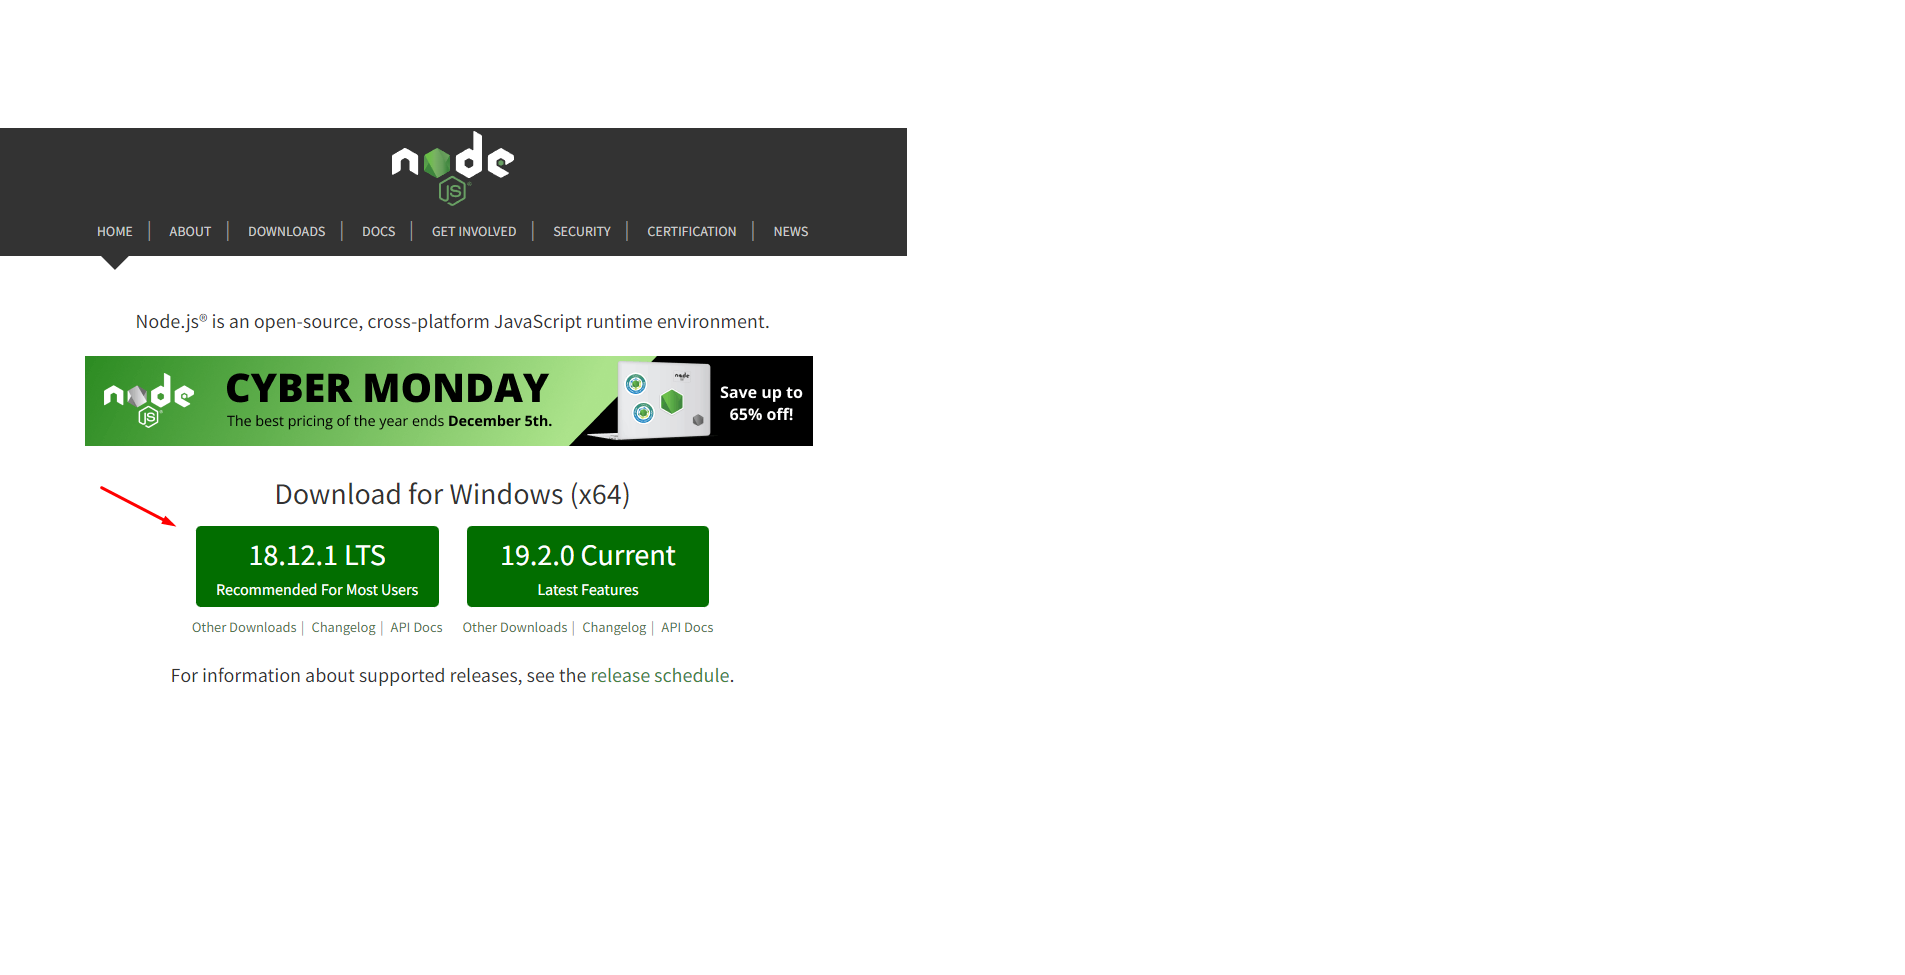 node
JS
HOME | ABOUT | DOWNLOADS | DOCS | GET INVOLVED | SECURITY | CERTIFICATION | NEWS
Node.js® is an open-source, cross-platform JavaScript runtime environment.
node
JS
CYBER MONDAY
The best pricing of the year ends December 5th.
node
Save up to
65% off!
Download for Windows (x64)
18.12.1 LTS
Recommended For Most Users
19.2.0 Current
Latest Features
Other Downloads | Changelog | API Docs
Other Downloads | Changelog | API Docs
For information about supported releases, see the release schedule.